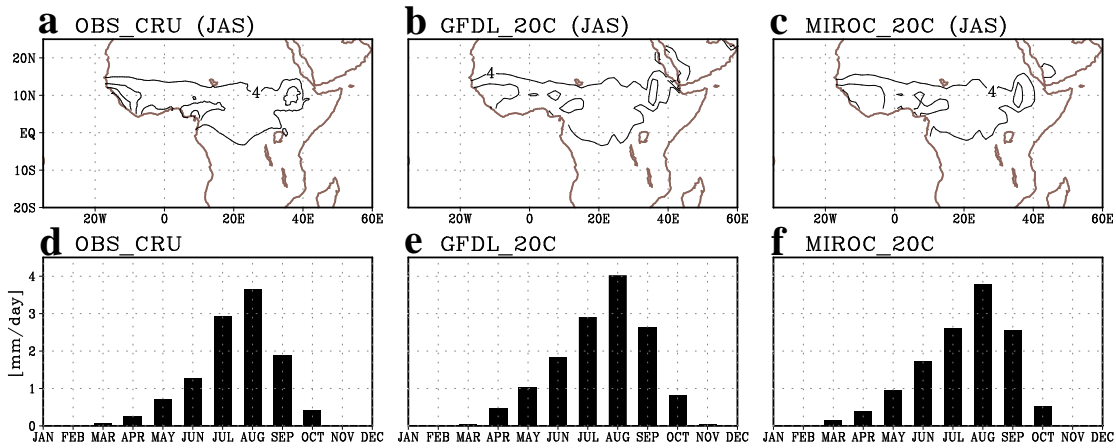 a OBS_CRU (JAS)
b GFDL_20C (JAS)
c MIROC_20C (JAS)
20N
10N
EQ
10S
20S
4
4
4
20W 0 20E 40E 60E
20W 0 20E 40E 60E
20W 0 20E 40E 60E
d OBS_CRU
e GFDL_20C
f MIROC_20C
[mm/day]
4
3
2
1
0
JAN FEB MAR APR MAY JUN JUL AUG SEP OCT NOV DEC
JAN FEB MAR APR MAY JUN JUL AUG SEP OCT NOV DEC
JAN FEB MAR APR MAY JUN JUL AUG SEP OCT NOV DEC